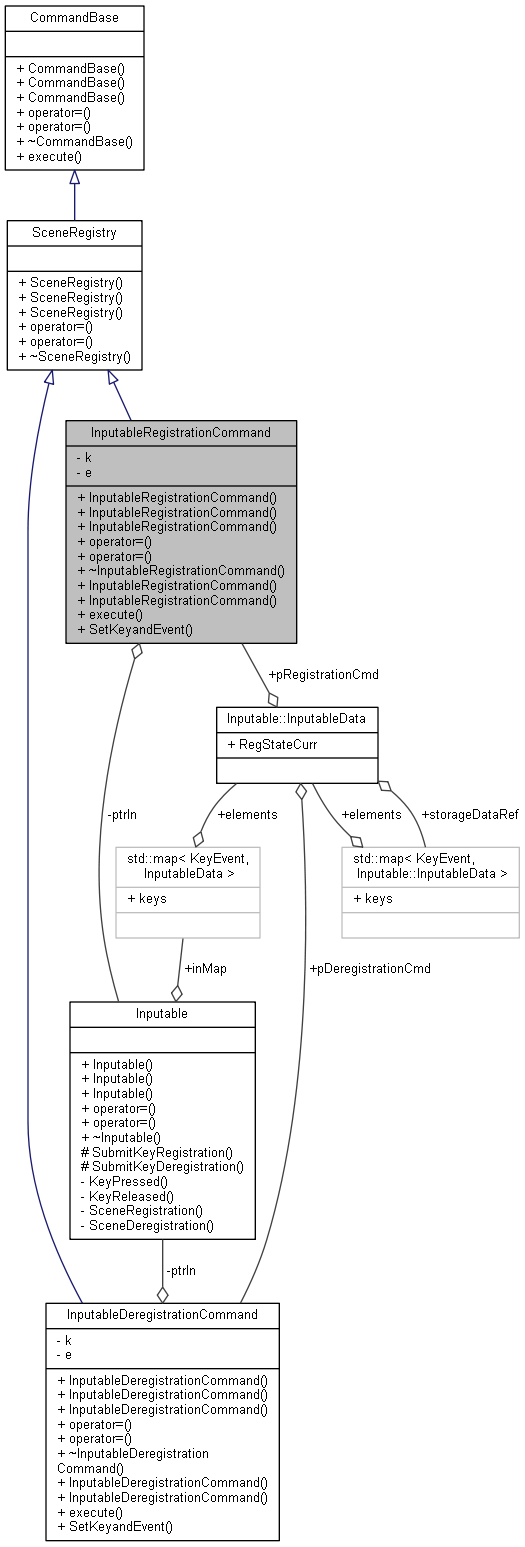 CommandBase
+ CommandBase()
+ CommandBase()
+ CommandBase()
+ operator=()
+ operator=()
+ ~CommandBase()
+ execute()
SceneRegistry
+ SceneRegistry()
+ SceneRegistry()
+ SceneRegistry()
+ operator=()
+ operator=()
+ ~SceneRegistry()
InputableRegistrationCommand
- k
- e
+ InputableRegistrationCommand()
+ InputableRegistrationCommand()
+ InputableRegistrationCommand()
+ operator=()
+ operator=()
+ ~InputableRegistrationCommand()
+ InputableRegistrationCommand()
+ InputableRegistrationCommand()
+ execute()
+ SetKeyandEvent()
+pRegistrationCmd
Inputable::InputableData
+ RegStateCurr
-ptrIn
+elements
+elements
+storageDataRef
std::map< KeyEvent,
InputableData >
+ keys
std::map< KeyEvent,
Inputable::InputableData >
+ keys
+inMap
+pDeregistrationCmd
Inputable
+ Inputable()
+ Inputable()
+ Inputable()
+ operator=()
+ operator=()
+ ~Inputable()
# SubmitKeyRegistration()
# SubmitKeyDeregistration()
- KeyPressed()
- KeyReleased()
- SceneRegistration()
- SceneDeregistration()
-ptrIn
InputableDeregistrationCommand
- k
- e
+ InputableDeregistrationCommand()
+ InputableDeregistrationCommand()
+ InputableDeregistrationCommand()
+ operator=()
+ operator=()
+ ~InputableDeregistration
Command()
+ InputableDeregistrationCommand()
+ InputableDeregistrationCommand()
+ execute()
+ SetKeyandEvent()